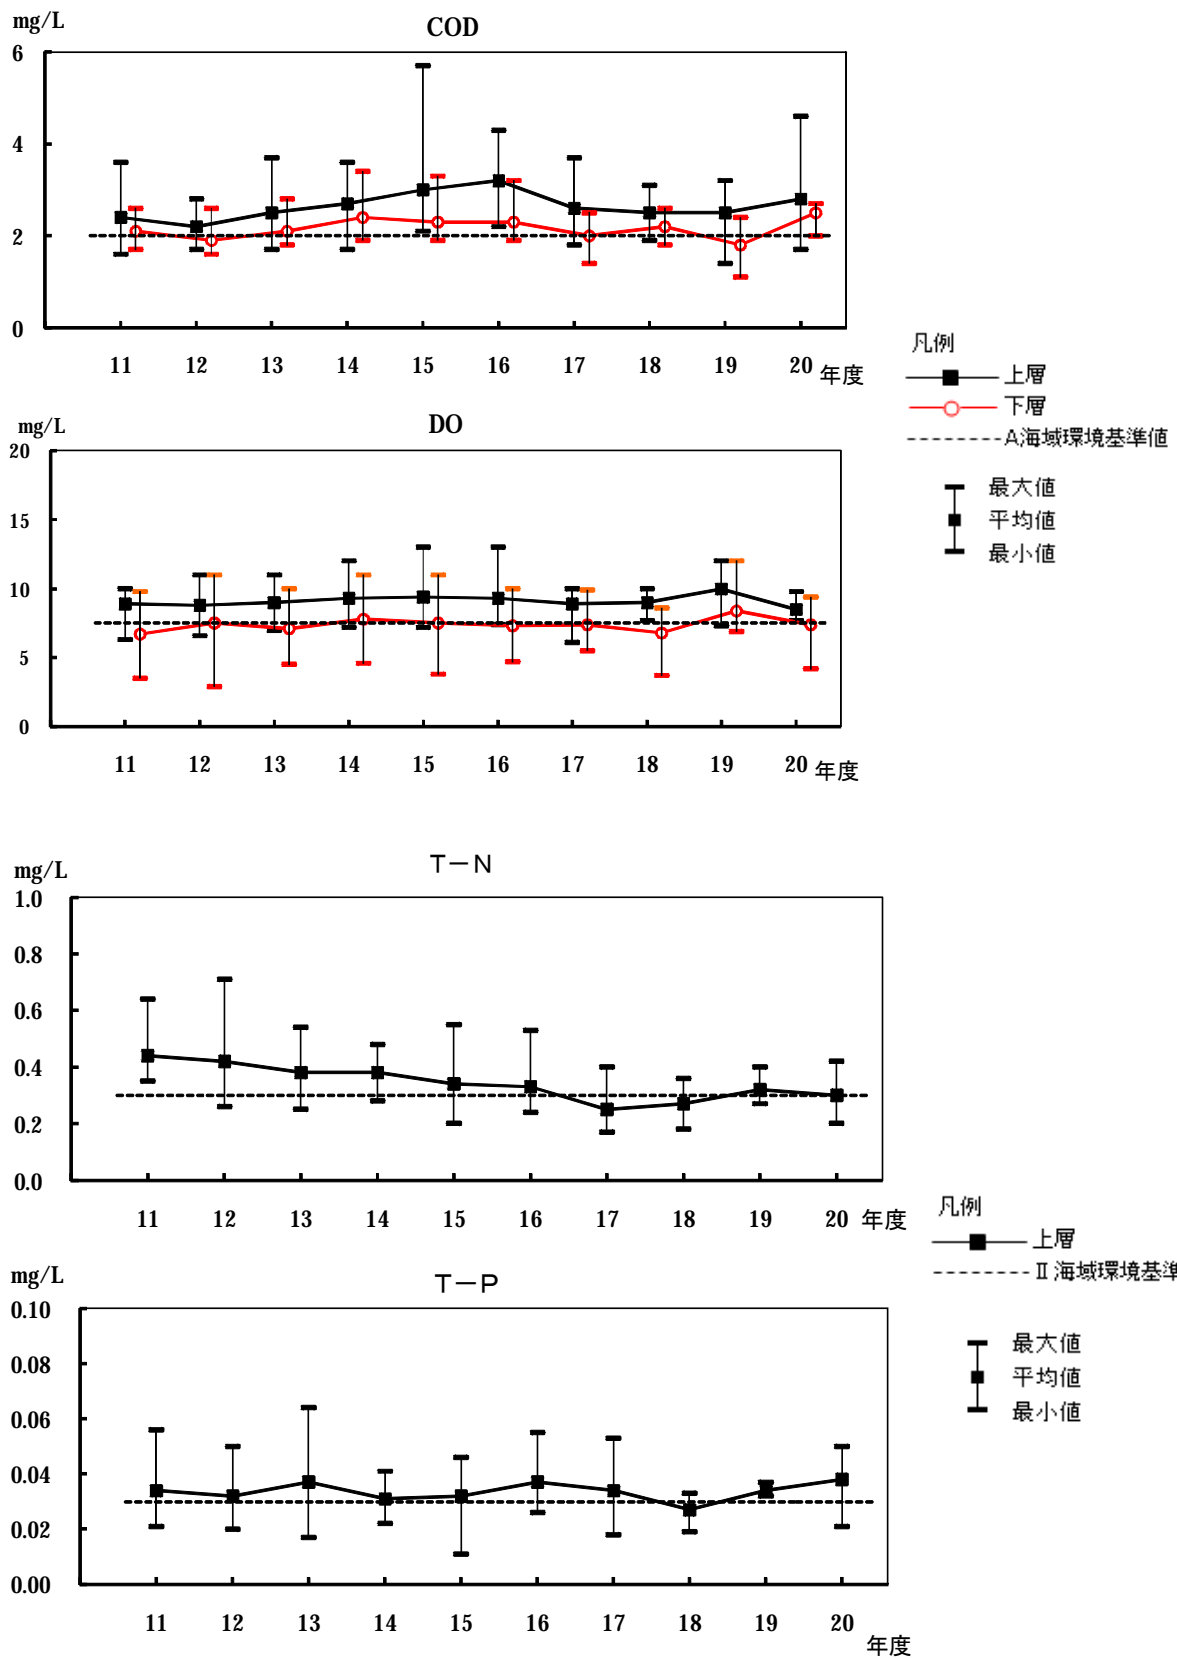 mg/L
COD
6
4
2
0
11 12 13 14 15 16 17 18 19 20 年度
凡例
上層
下層
A海域環境基準値
最大値
平均値
最小値
mg/L
DO
20
15
10
5
0
11 12 13 14 15 16 17 18 19 20 年度
mg/L
T－N
1.0
0.8
0.6
0.4
0.2
0.0
11 12 13 14 15 16 17 18 19 20 年度
凡例
上層
Ⅱ海域環境基準
最大値
平均値
最小値
mg/L
T－P
0.10
0.08
0.06
0.04
0.02
0.00
11 12 13 14 15 16 17 18 19 20
年度